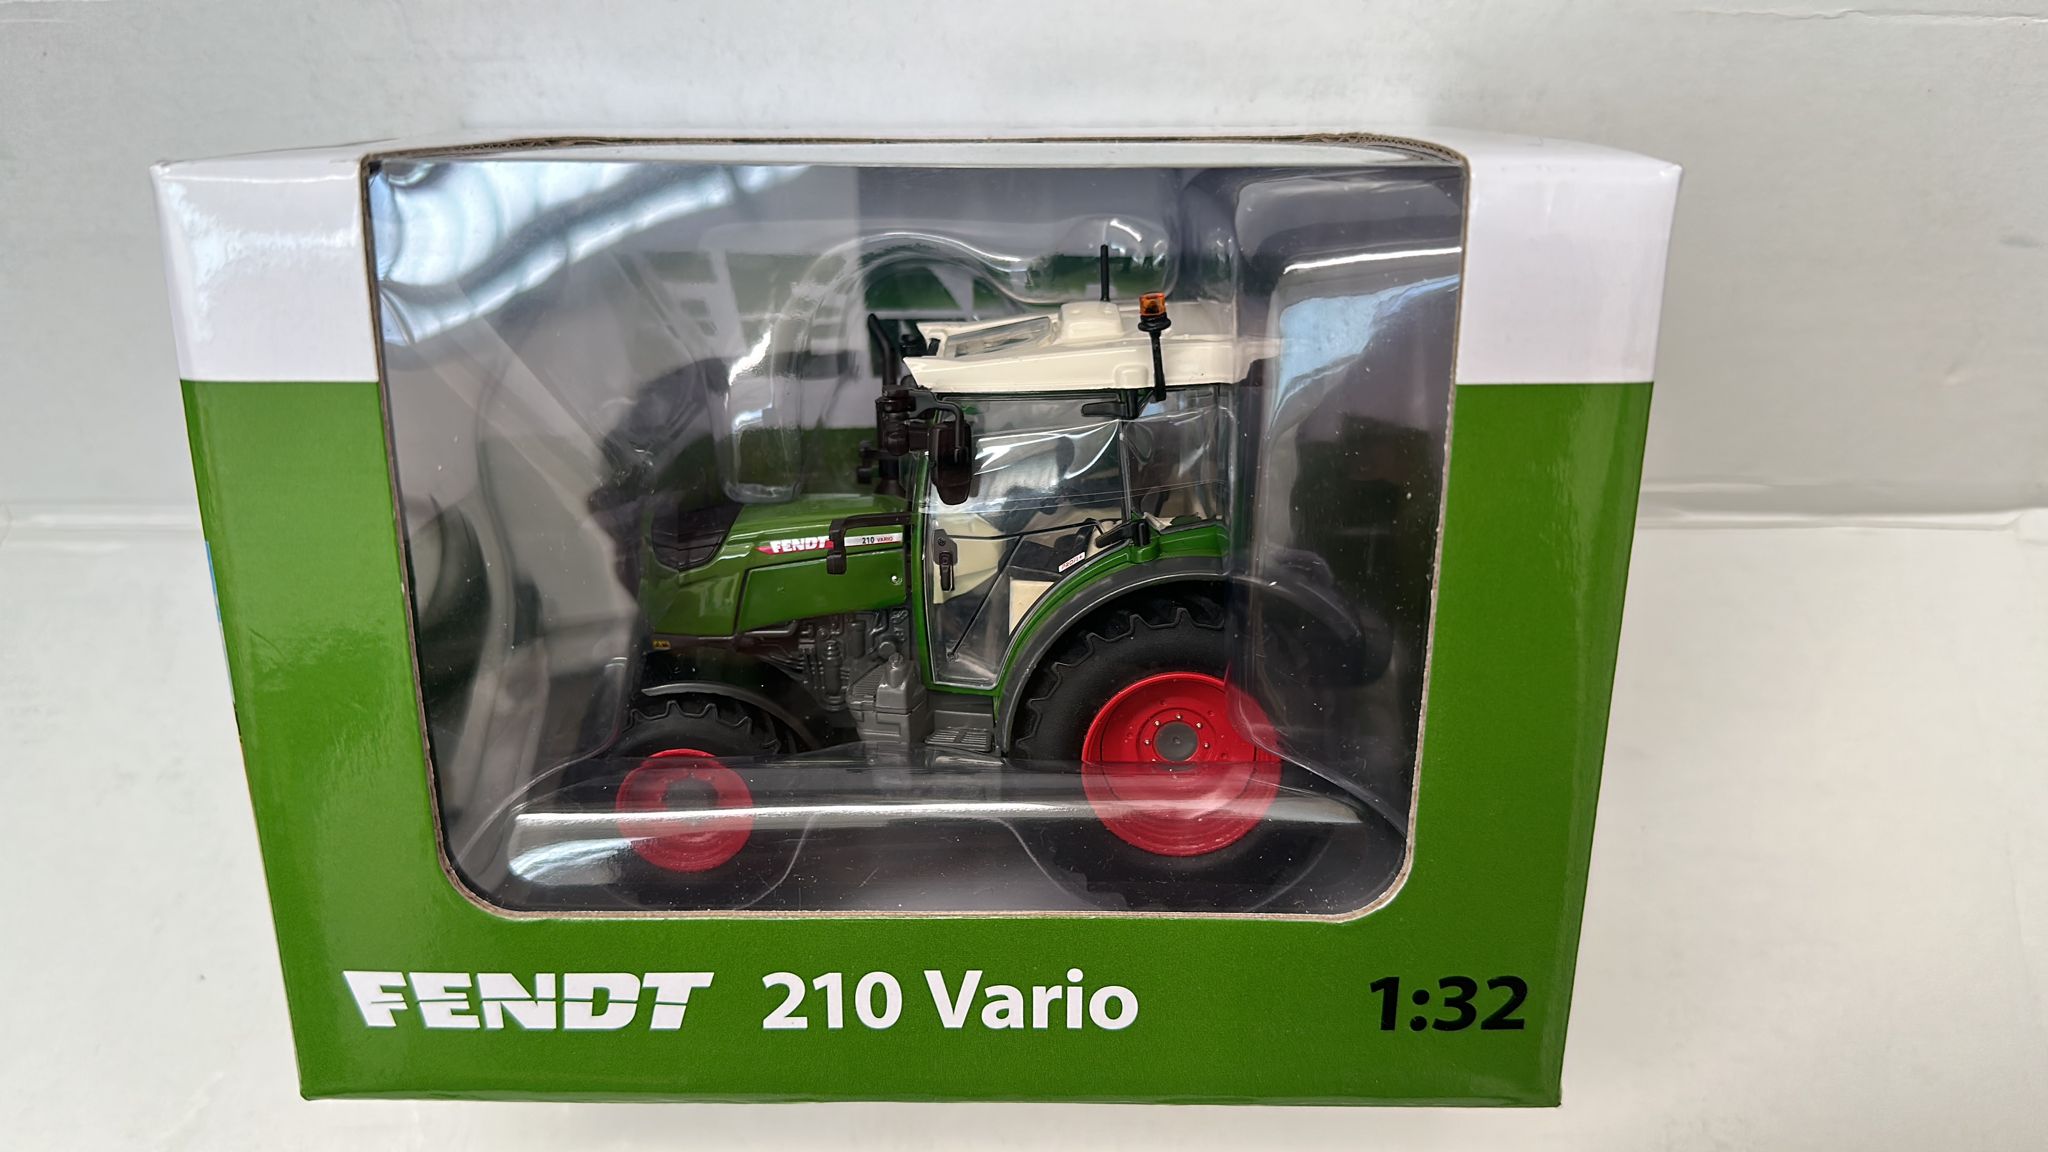 FENDT 210 VARIO
FENDT 210 Vario 1:32